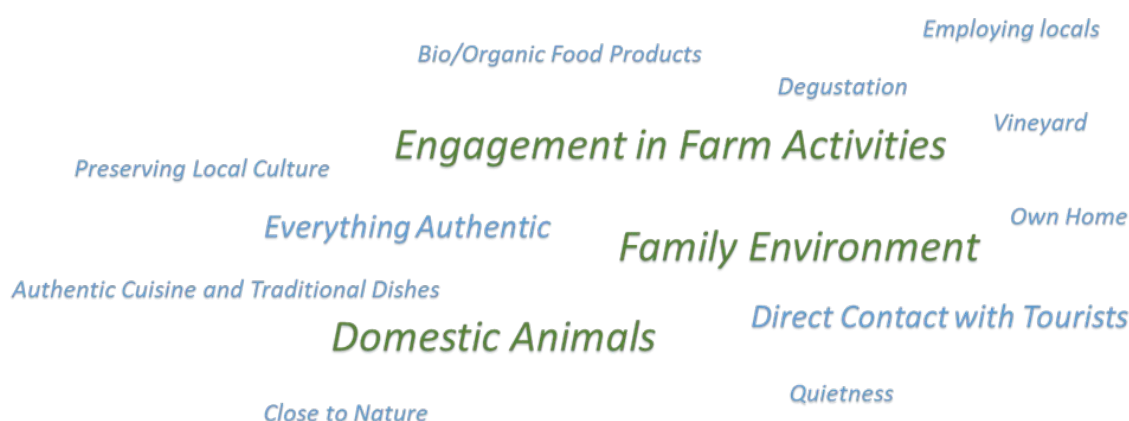 Employing locals
Bio/Organic Food Products
Degustation
Vineyard
Engagement in Farm Activities
Preserving Local Culture
Own Home
Everything Authentic
Family Environment
Authentic Cuisine and Traditional Dishes
Direct Contact with Tourists
Domestic Animals
Quietness
Close to Nature